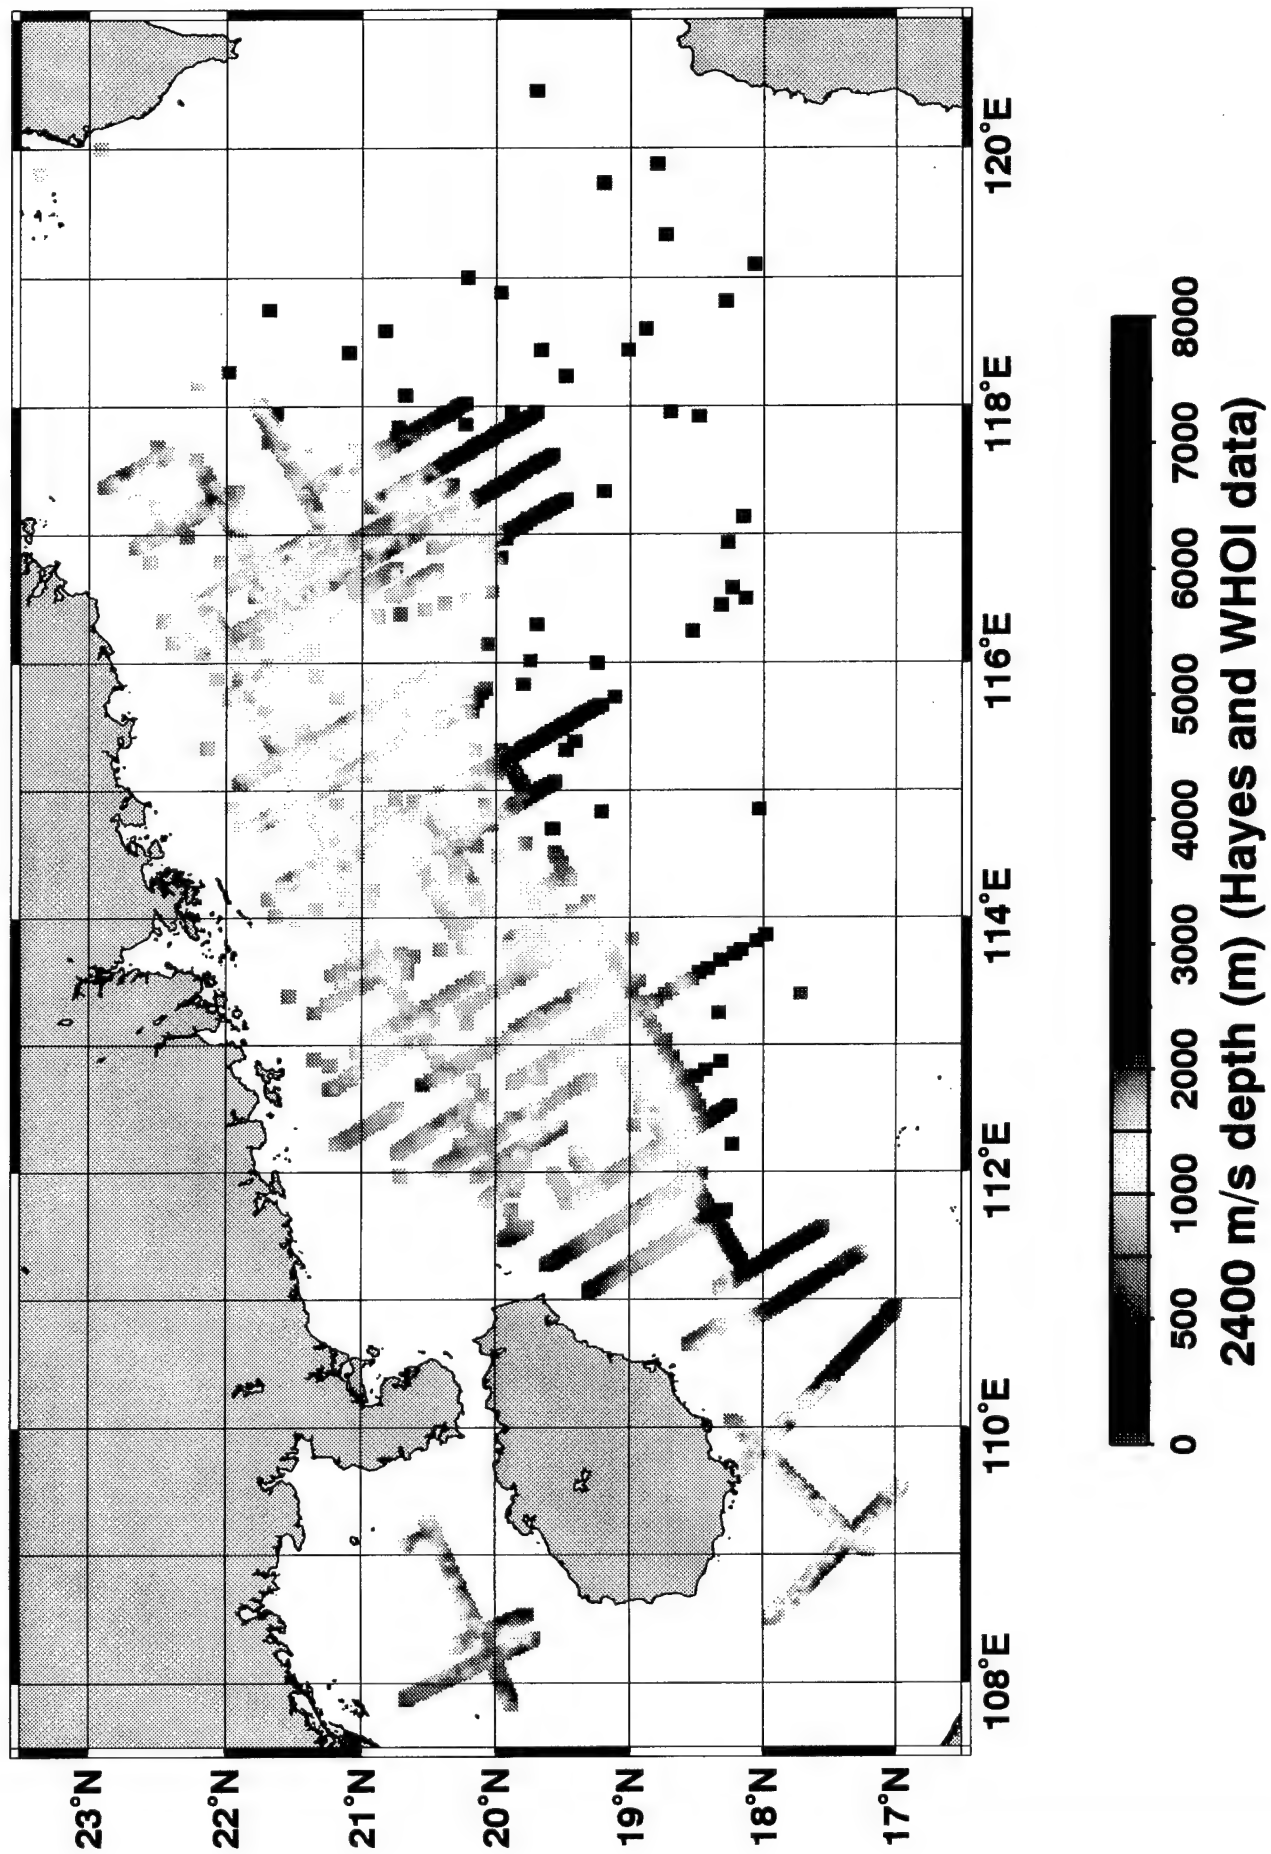 23°N
22°N
21°N
20°N
19°N
18°N
17°N
108°E
110°E
112°E
114°E
116°E
118°E
120°E
0
500
1000
2000
3000
4000
5000
6000
7000
8000
2400 m/s depth (m) (Hayes and WHOI data)